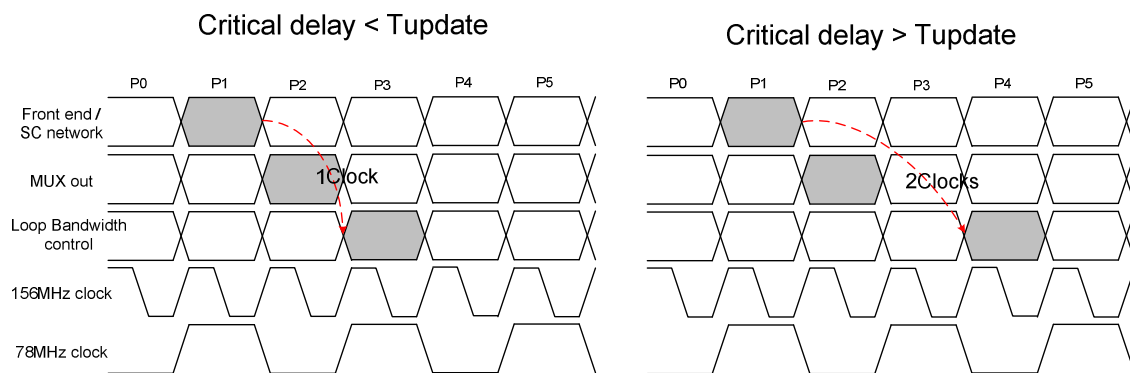 Critical delay < Tupdate
P0 P1 P2 P3 P4 P5
Front end /
SC network
MUX out
1Clock
Loop Bandwidth
control
156MHz clock
78MHz clock
Critical delay > Tupdate
P0 P1 P2 P3 P4 P5
2Clocks